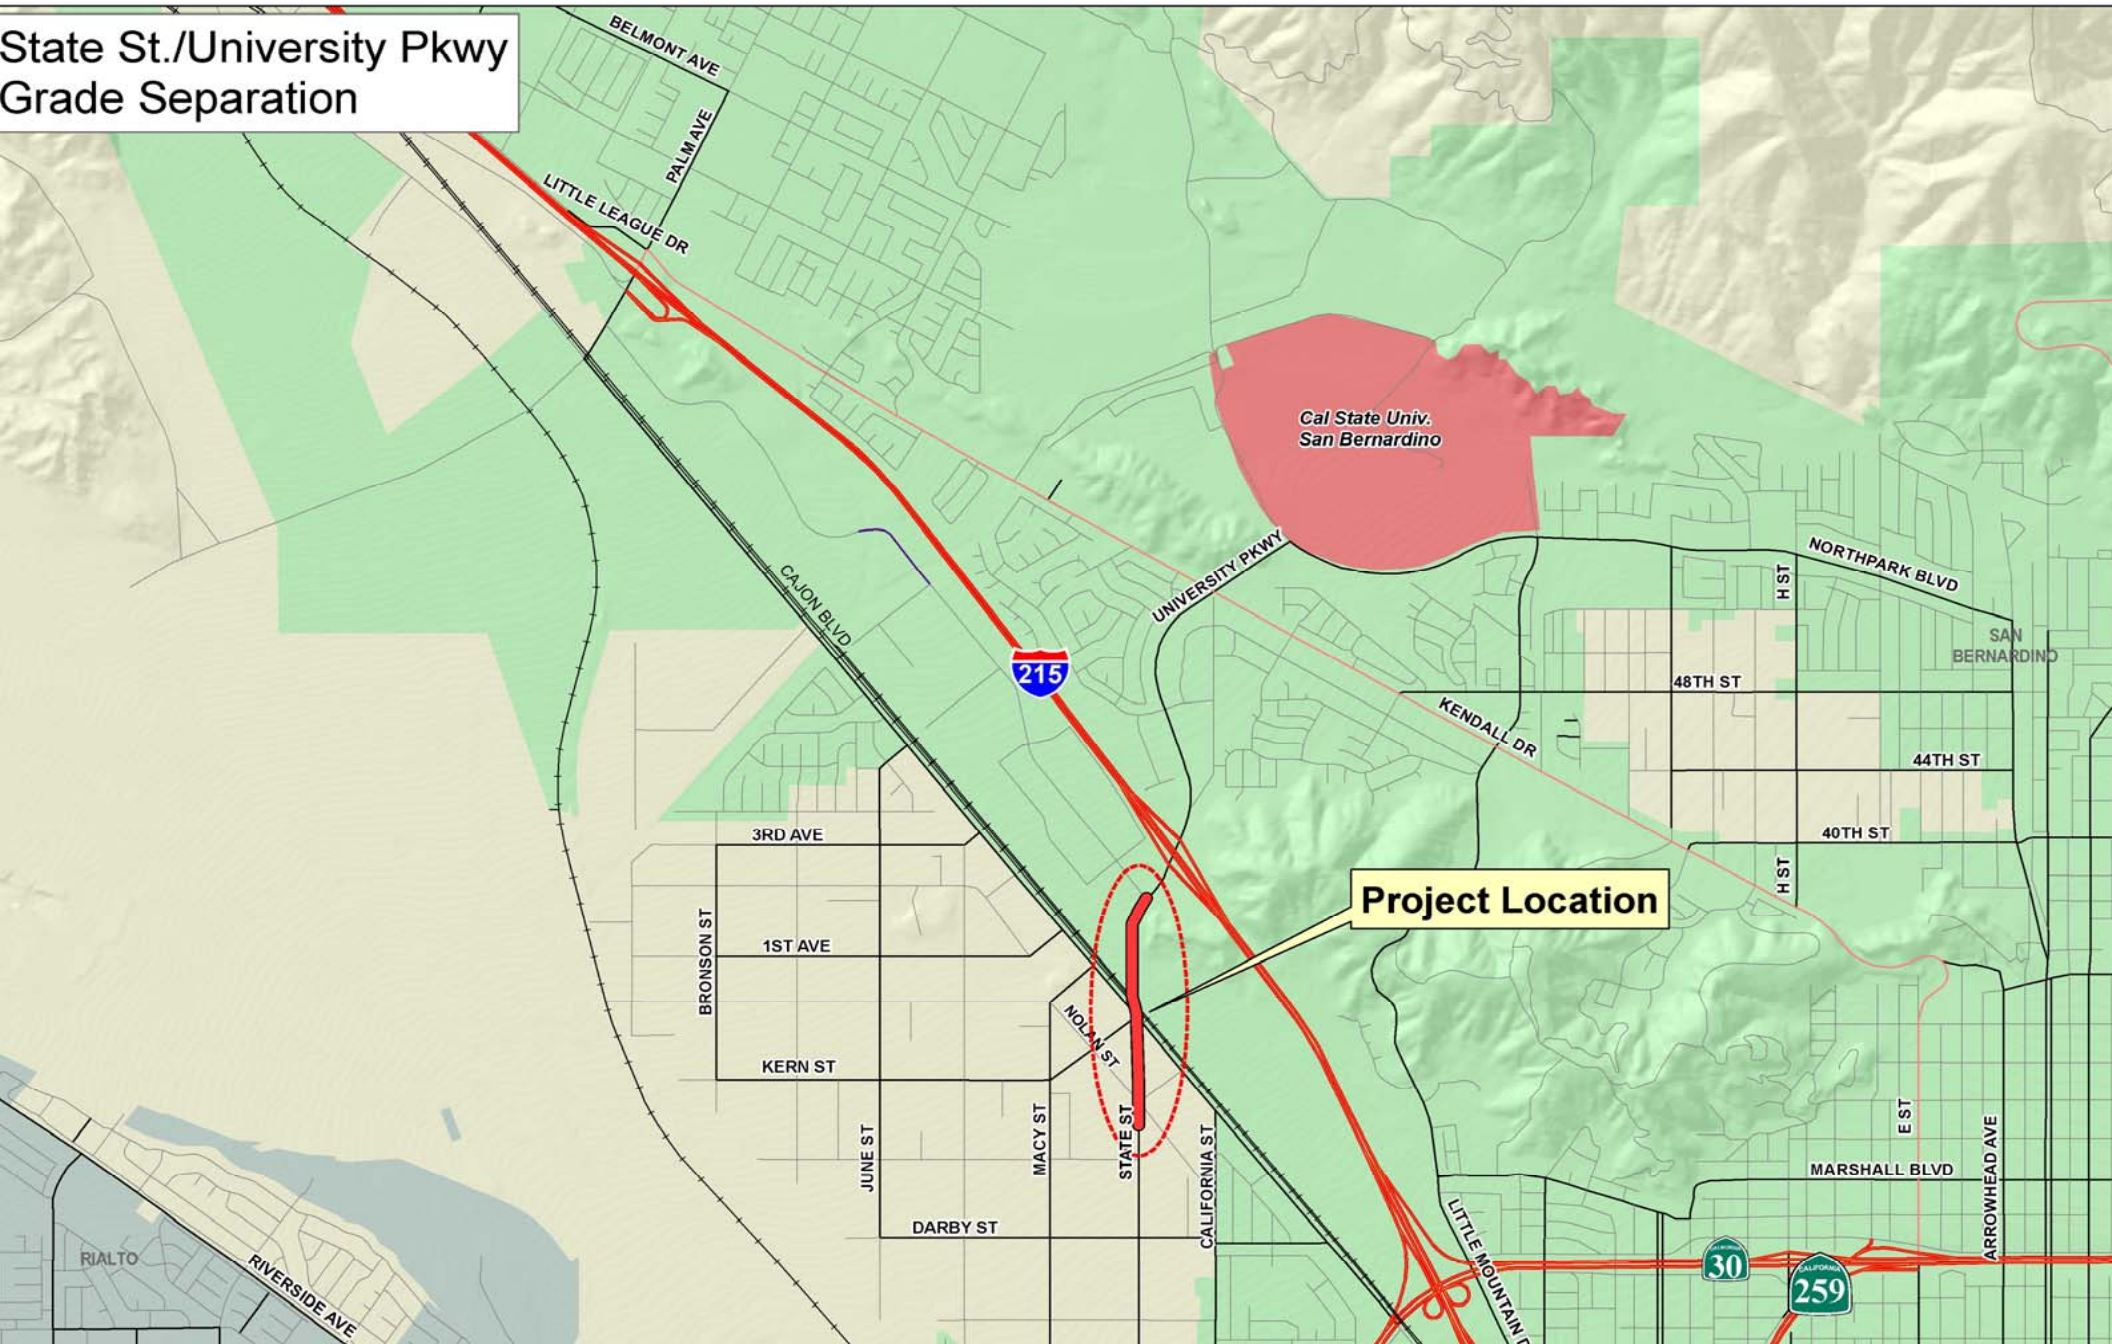 State St./University Pkwy
Grade Separation
BELMONT AVE
PALM AVE
LITTLE LEAGUE DR
Cal State Univ.
San Bernardino
UNIVERSITY PKWY
NORTHPARK BLVD
H ST
CAJON BLVD
SAN
BERNARDINO
215
48TH ST
KENDALL DR
44TH ST
3RD AVE
40TH ST
H ST
Project Location
BRONSON ST
1ST AVE
NOLAN ST
KERN ST
JUNE ST
MACY ST
STATE ST
CALIFORNIA ST
E ST
ARROWHEAD AVE
MARSHALL BLVD
DARBY ST
LITTLE MOUNTAIN D
RIALTO
RIVERSIDE AVE
CALIFORNIA
30
CALIFORNIA
259